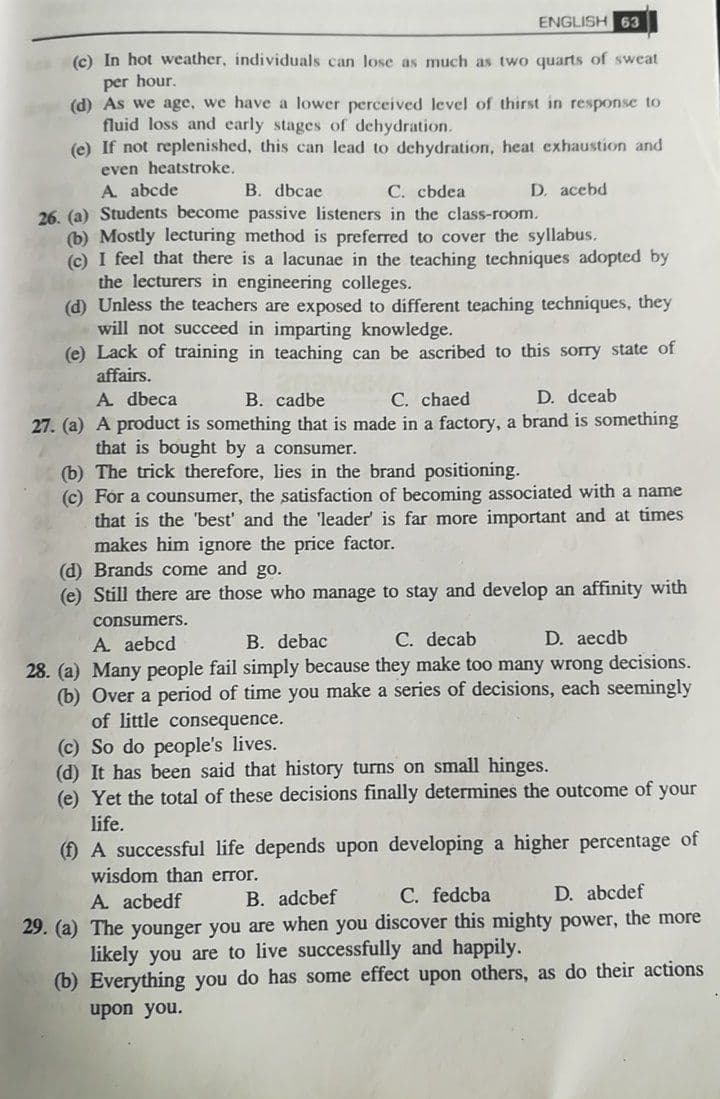 ENGLISH 63
(c) In hot weather, individuals can lose as much as two quarts of sweat
per hour.
(d) As we age, we have a lower perceived level of thirst in response to
fluid loss and early stages of dehydration.
(e) If not replenished, this can lead to dehydration, heat exhaustion and
even heatstroke.
A. abcde B. dbcae C. cbdea D. acebd
26. (a) Students become passive listeners in the class-room.
(b) Mostly lecturing method is preferred to cover the syllabus.
(c) I feel that there is a lacunae in the teaching techniques adopted by
the lecturers in engineering colleges.
(d) Unless the teachers are exposed to different teaching techniques, they
will not succeed in imparting knowledge.
(e) Lack of training in teaching can be ascribed to this sorry state of
affairs.
A. dbeca B. cadbe C. chaed D. dceab
27. (a) A product is something that is made in a factory, a brand is something
that is bought by a consumer.
(b) The trick therefore, lies in the brand positioning.
(c) For a counsumer, the satisfaction of becoming associated with a name
that is the 'best' and the 'leader' is far more important and at times
makes him ignore the price factor.
(d) Brands come and go.
(e) Still there are those who manage to stay and develop an affinity with
consumers.
A. aebcd B. debac C. decab D. aecdb
28. (a) Many people fail simply because they make too many wrong decisions.
(b) Over a period of time you make a series of decisions, each seemingly
of little consequence.
(c) So do people's lives.
(d) It has been said that history turns on small hinges.
(e) Yet the total of these decisions finally determines the outcome of your
life.
(f) A successful life depends upon developing a higher percentage of
wisdom than error.
A. acbedf B. adcbef C. fedcba D. abcdef
29. (a) The younger you are when you discover this mighty power, the more
likely you are to live successfully and happily.
(b) Everything you do has some effect upon others, as do their actions
upon you.